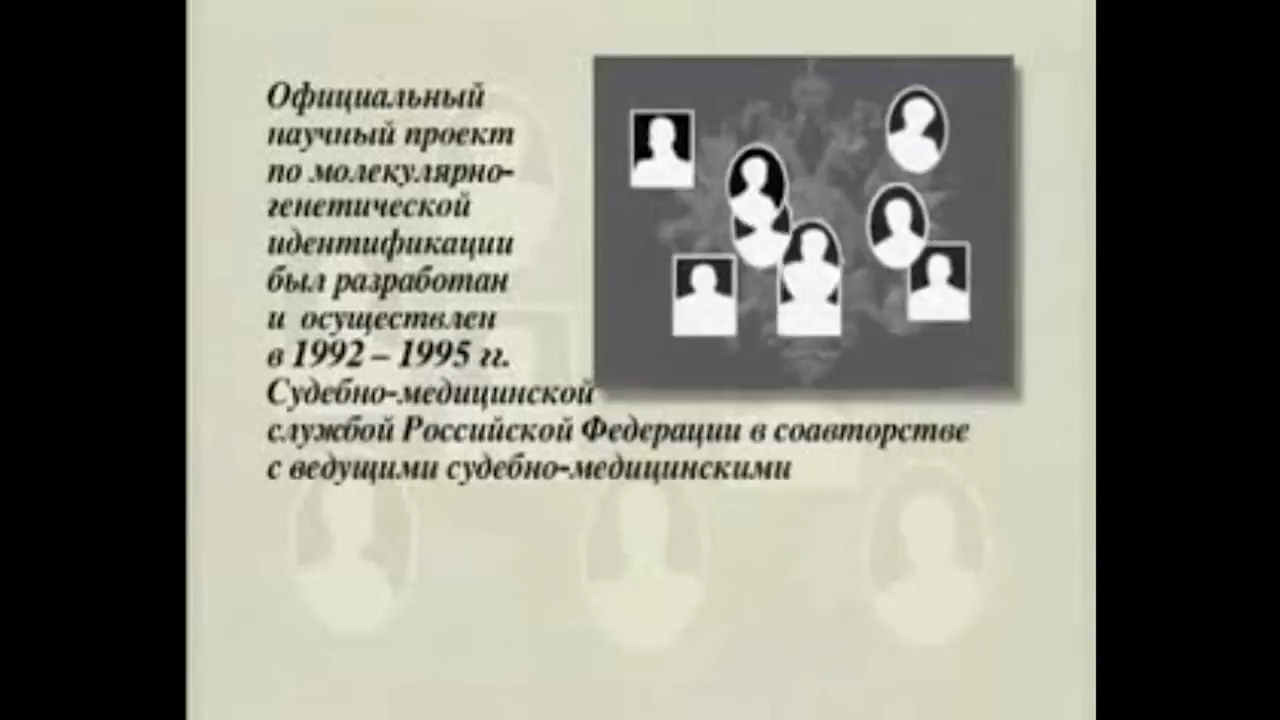 Официальный
научный проект
по молекулярно-
генетической
идентификации
был разработан
и осуществлен
в 1992 – 1995 гг.
Судебно-медицинской
службой Российской Федерации в соавторстве
с ведущими судебно-медицинскими